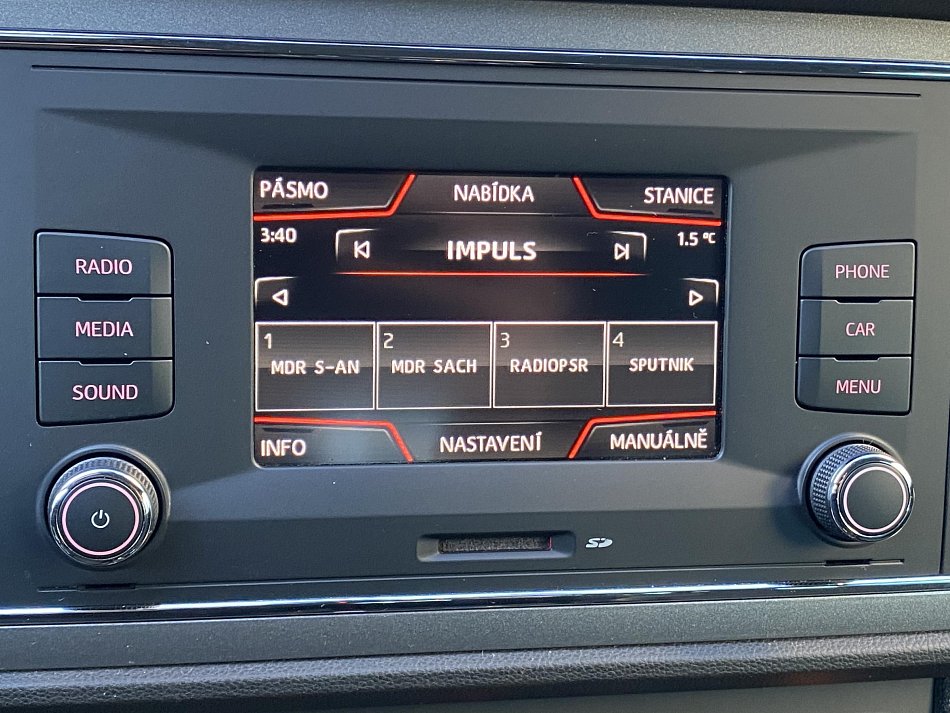 PÁSMO NABÍDKA STANICE
3:40 IMPULS 1.5 °C
1 2 3 4
MDR S-AN MDR SACH RADIOPSR SPUTNIK
INFO NASTAVENÍ MANUÁLNĚ
RADIO
MEDIA
SOUND
PHONE
CAR
MENU
SD